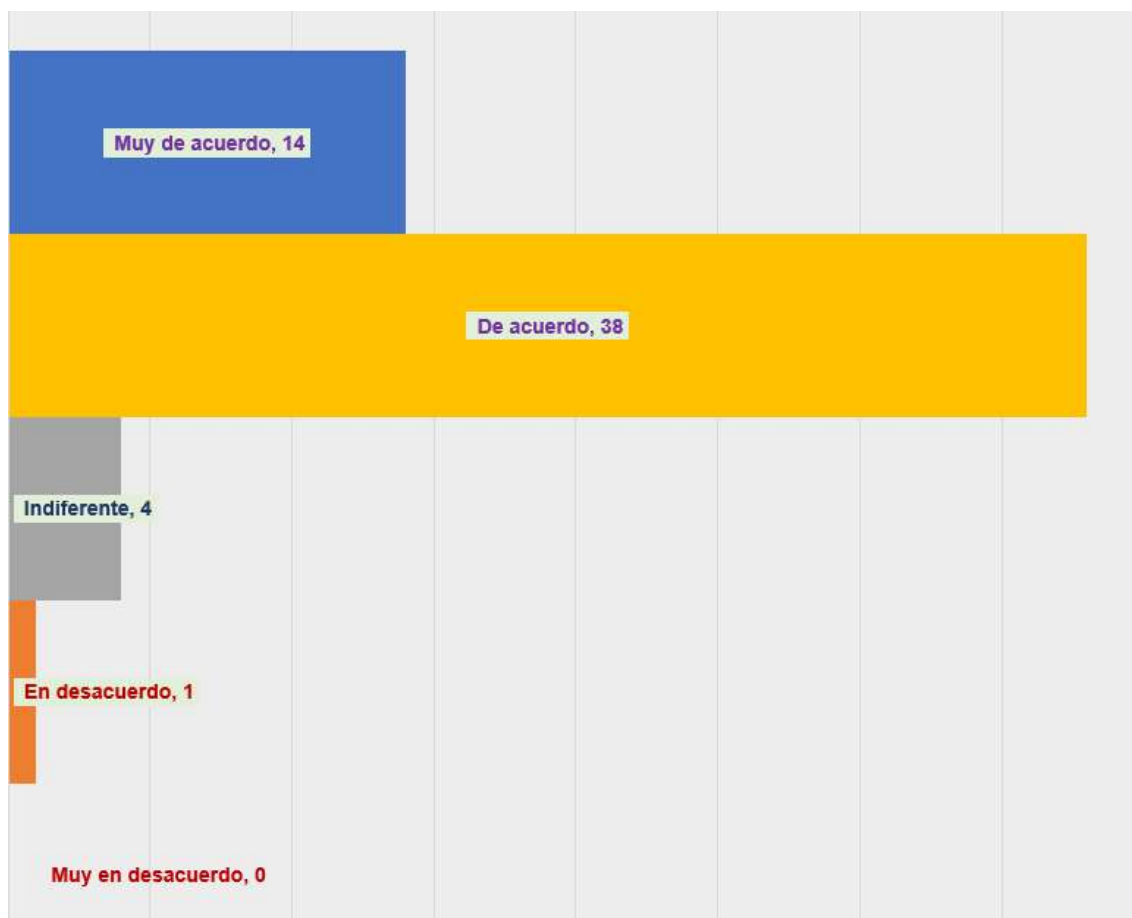 Muy de acuerdo, 14
De acuerdo, 38
Indiferente, 4
En desacuerdo, 1
Muy en desacuerdo, 0